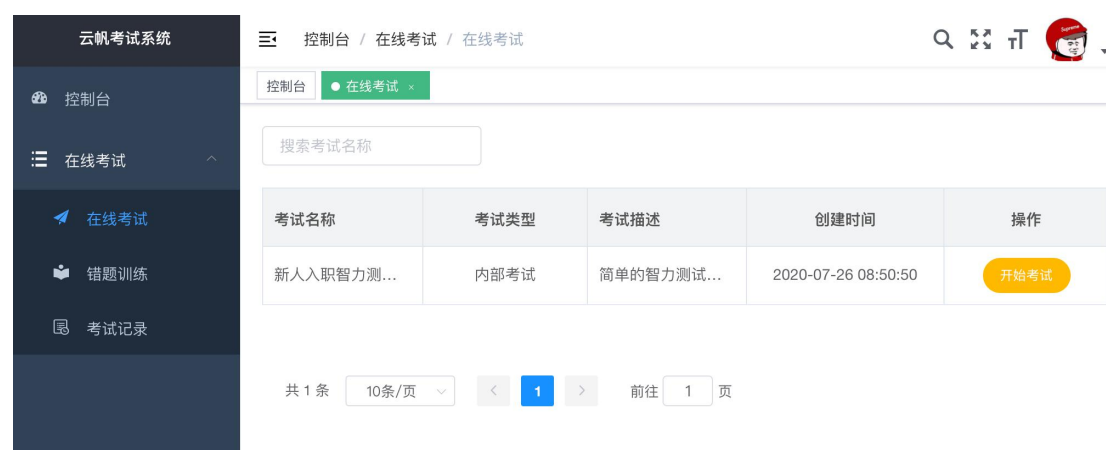 云帆考试系统
控制台 / 在线考试 / 在线考试
控制台
在线考试 ×
控制台
在线考试
在线考试
错题训练
考试记录
搜索考试名称
考试名称 考试类型 考试描述 创建时间 操作
新人入职智力测... 内部考试 简单的智力测试... 2020-07-26 08:50:50 开始考试
共 1 条 10条/页 1 前往 1 页